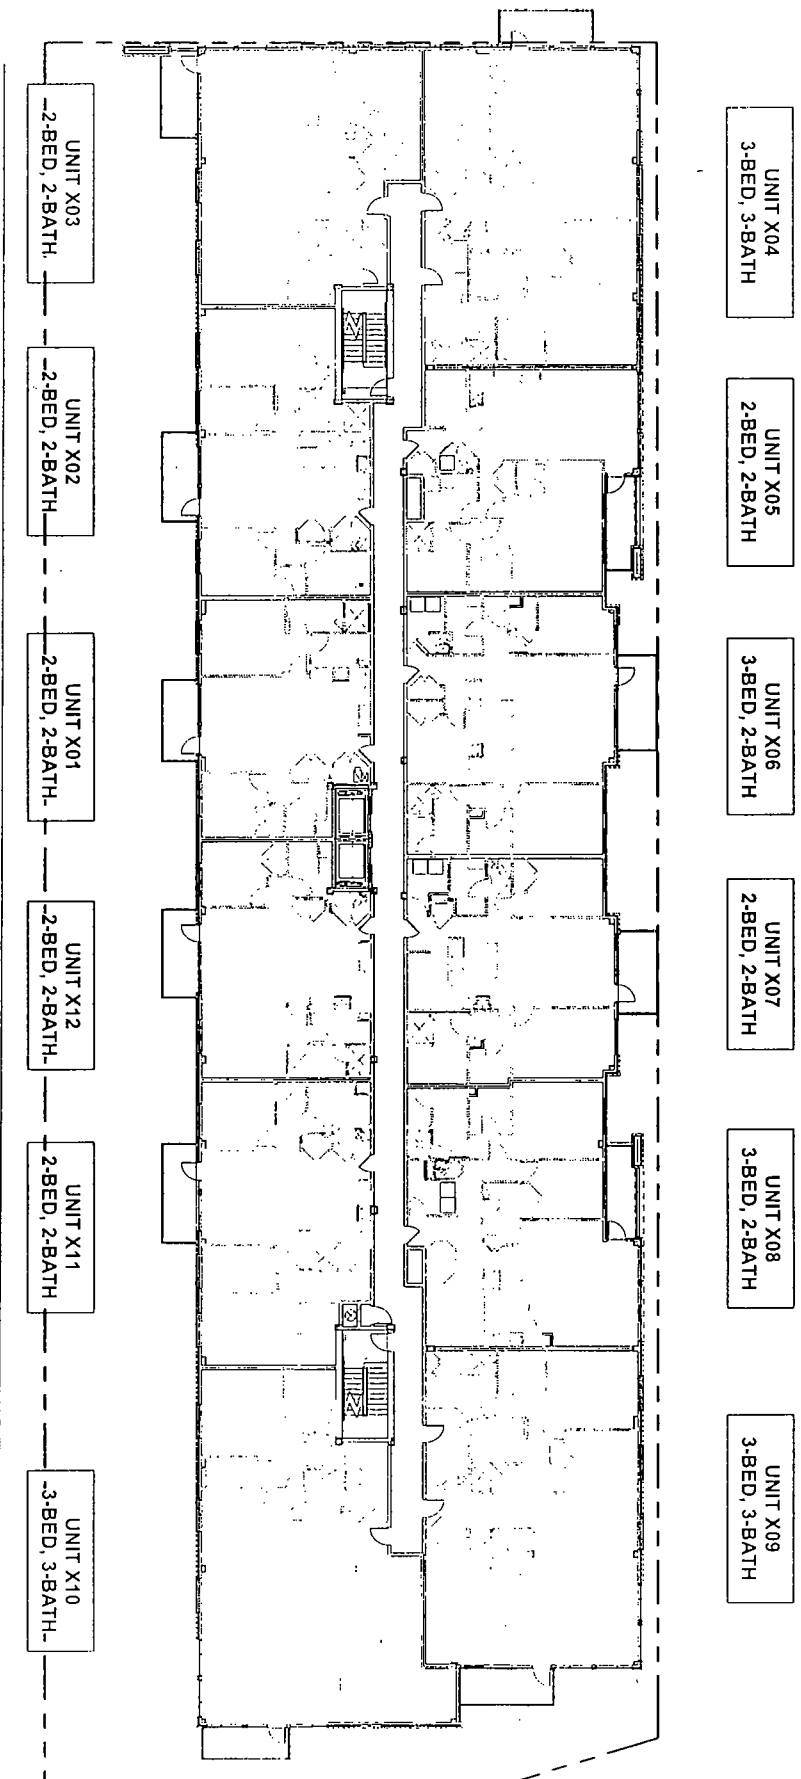 UNIT X04
3-BED, 3-BATH
UNIT X05
2-BED, 2-BATH
UNIT X06
3-BED, 2-BATH
UNIT X07
2-BED, 2-BATH
UNIT X08
3-BED, 2-BATH
UNIT X09
3-BED, 3-BATH
UNIT X03
2-BED, 2-BATH
UNIT X02
2-BED, 2-BATH
UNIT X01
2-BED, 2-BATH
UNIT X12
2-BED, 2-BATH
UNIT X11
2-BED, 2-BATH
UNIT X10
3-BED, 3-BATH